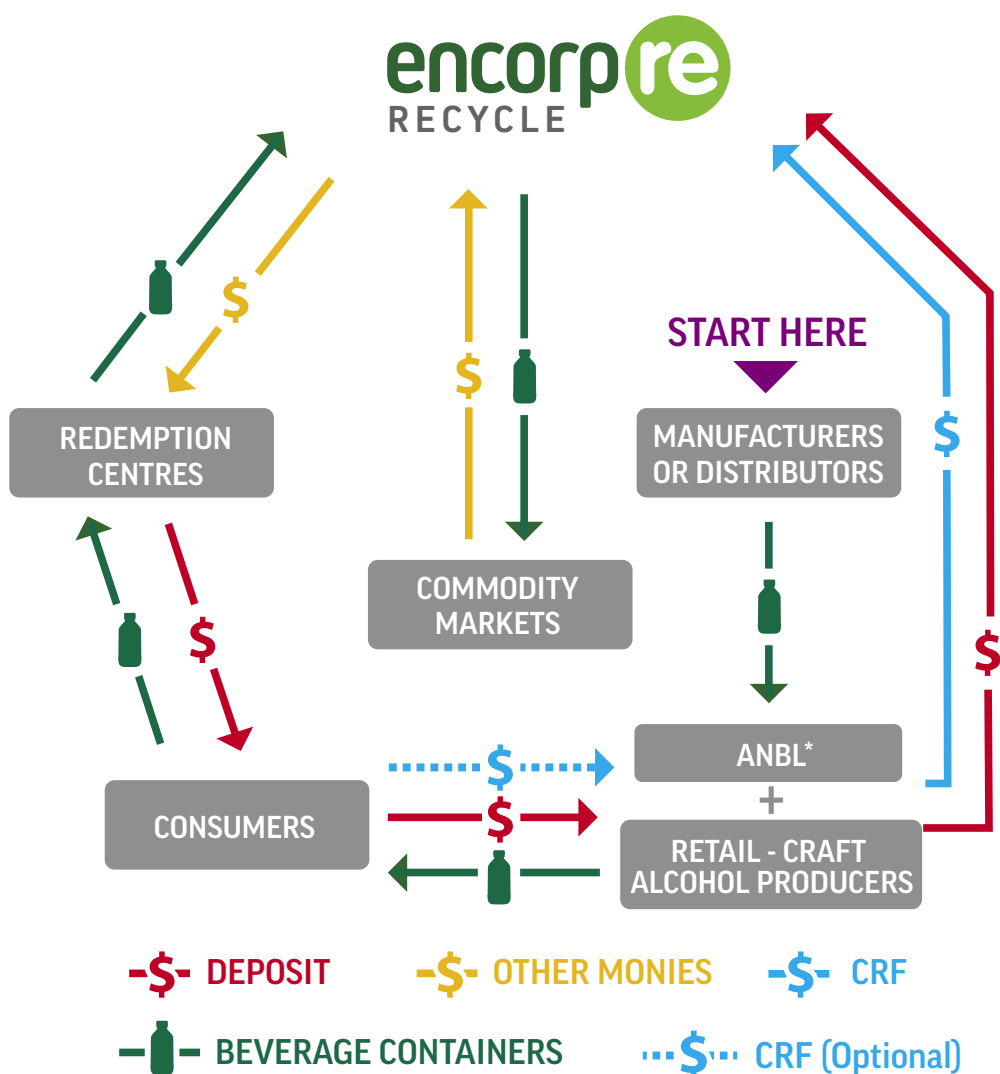 encorp re
RECYCLE
START HERE
REDEMPTION
CENTRES
MANUFACTURERS
OR DISTRIBUTORS
COMMODITY
MARKETS
ANBL*
+
CONSUMERS
RETAIL - CRAFT
ALCOHOL PRODUCERS
$
$
$
$
$
$
$
-$- DEPOSIT
-$- OTHER MONIES
-$- CRF
BEVERAGE CONTAINERS
$ CRF (Optional)